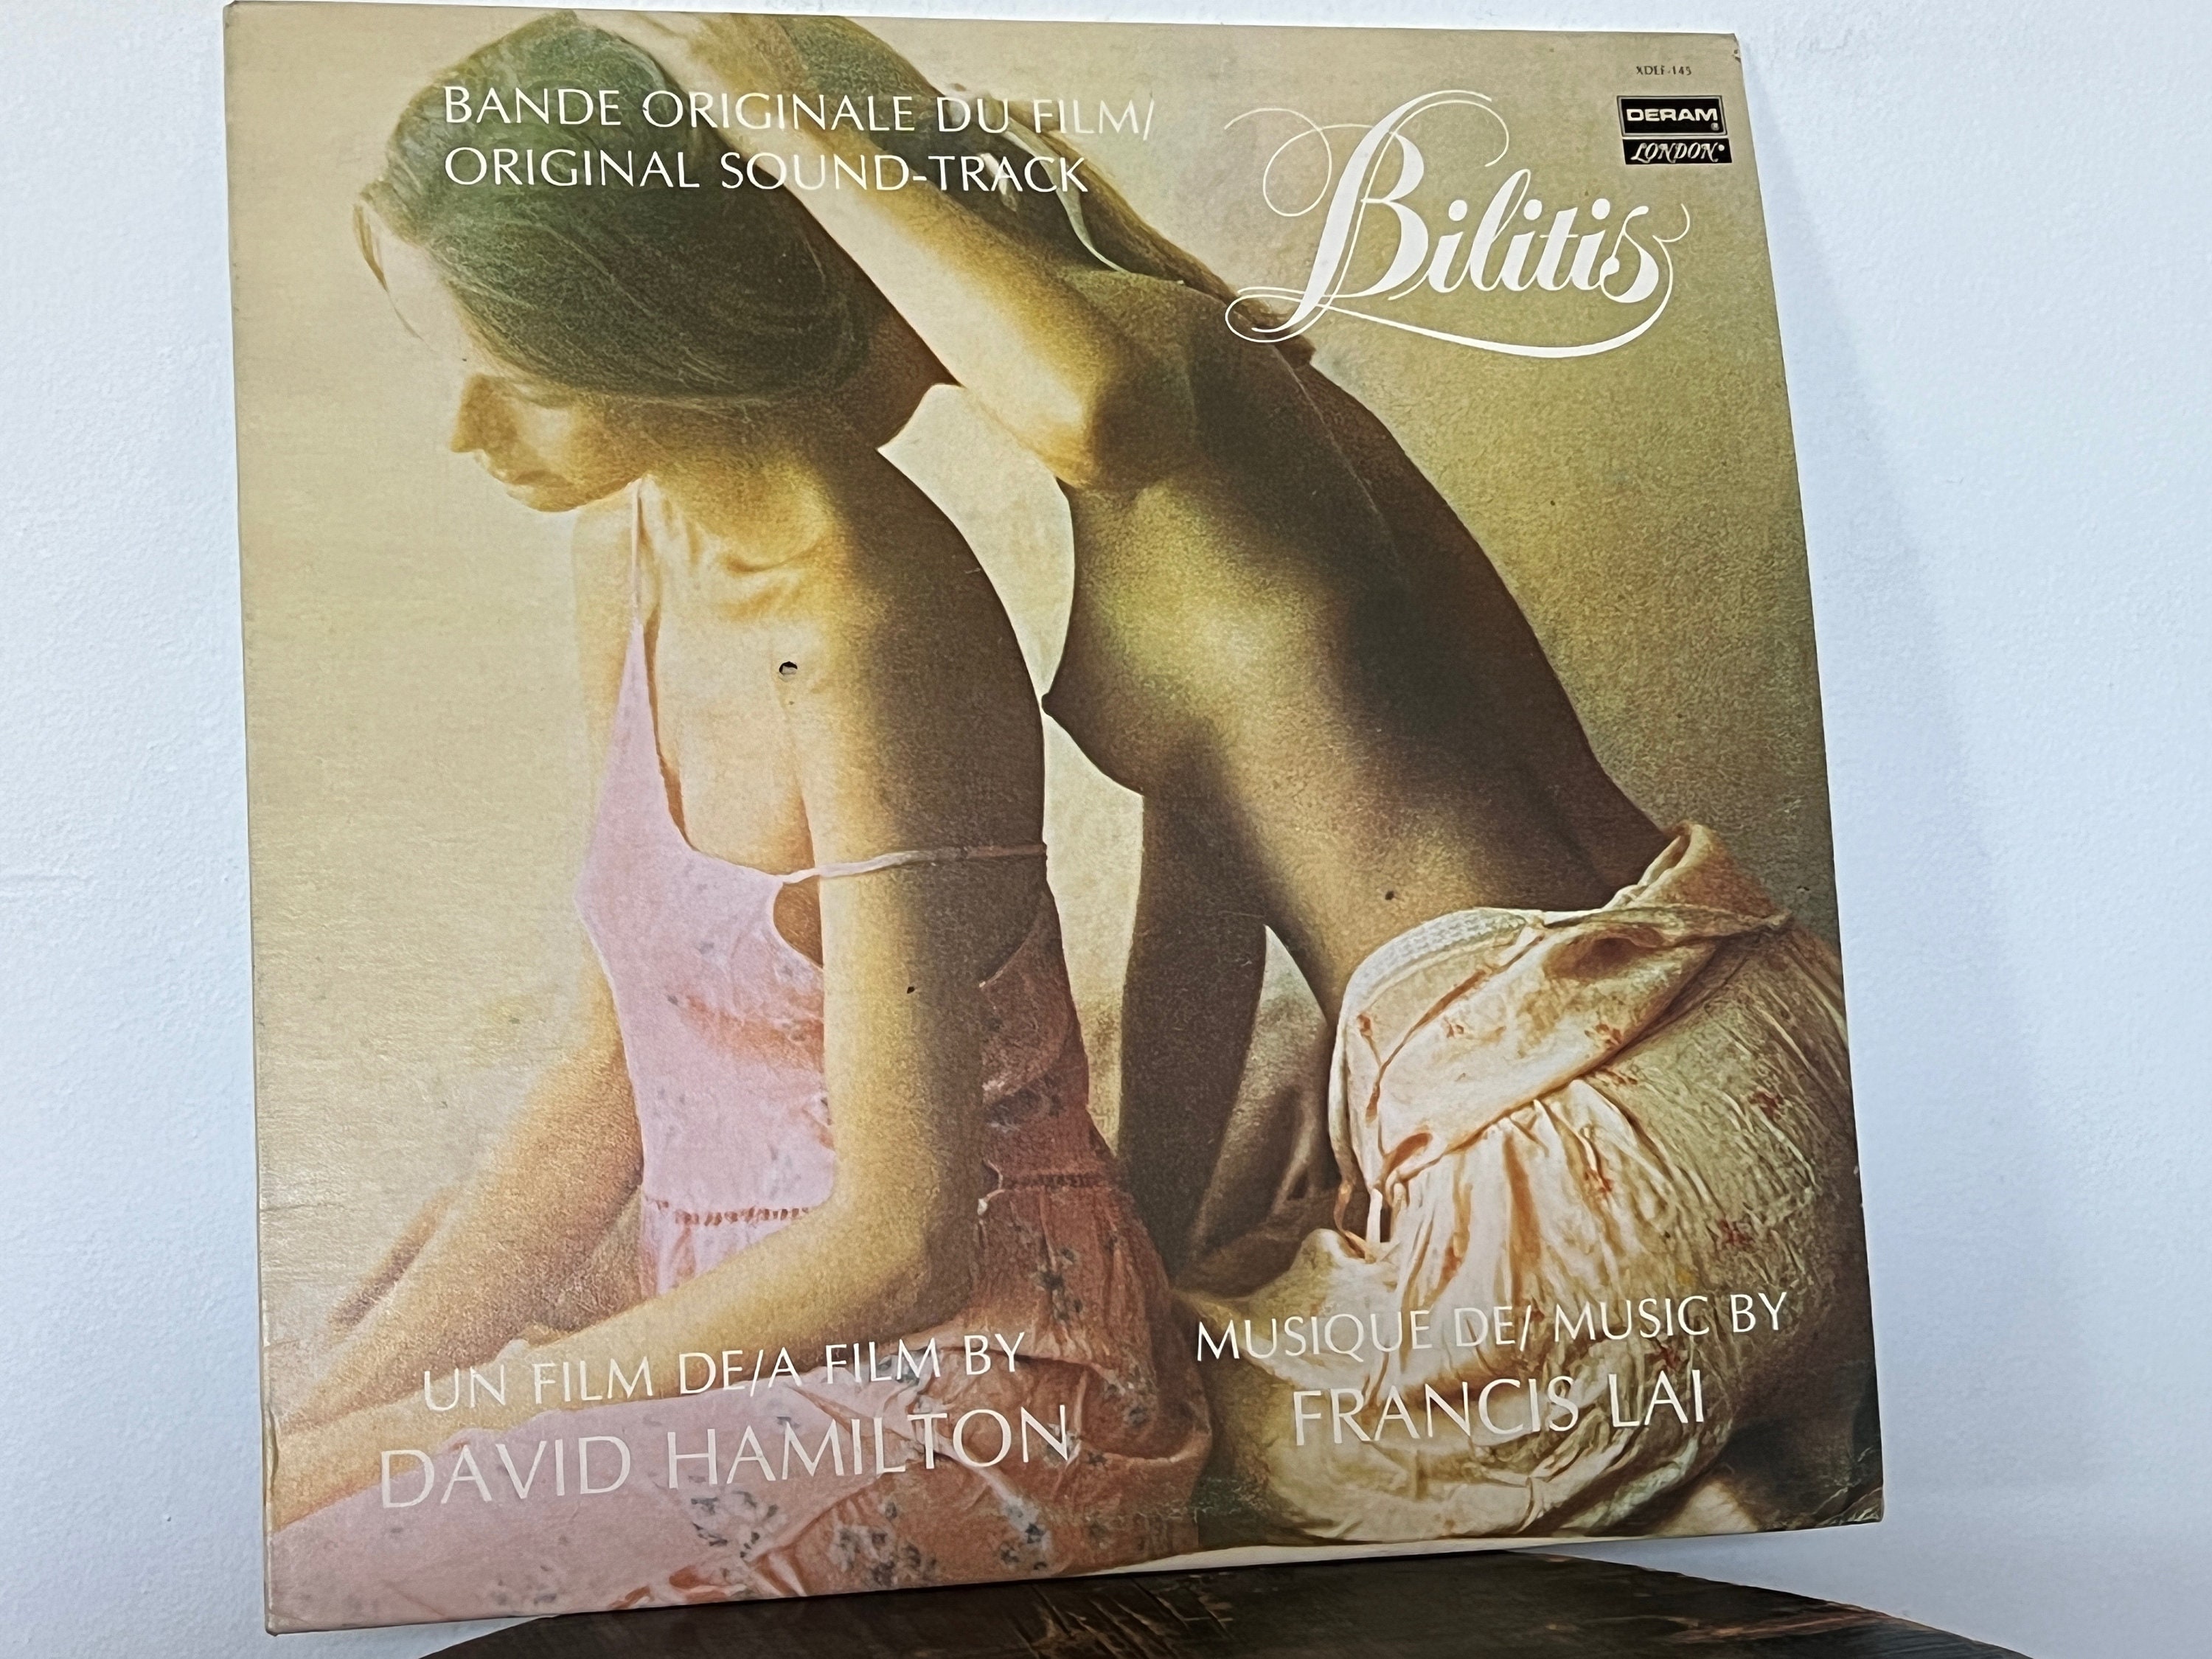 XDEF-145
DERAM
LONDON
BANDE ORIGINALE DU FILM/
ORIGINAL SOUND-TRACK
Bilitis
UN FILM DE/A FILM BY
DAVID HAMILTON
MUSIQUE DE/ MUSIC BY
FRANCIS LAI